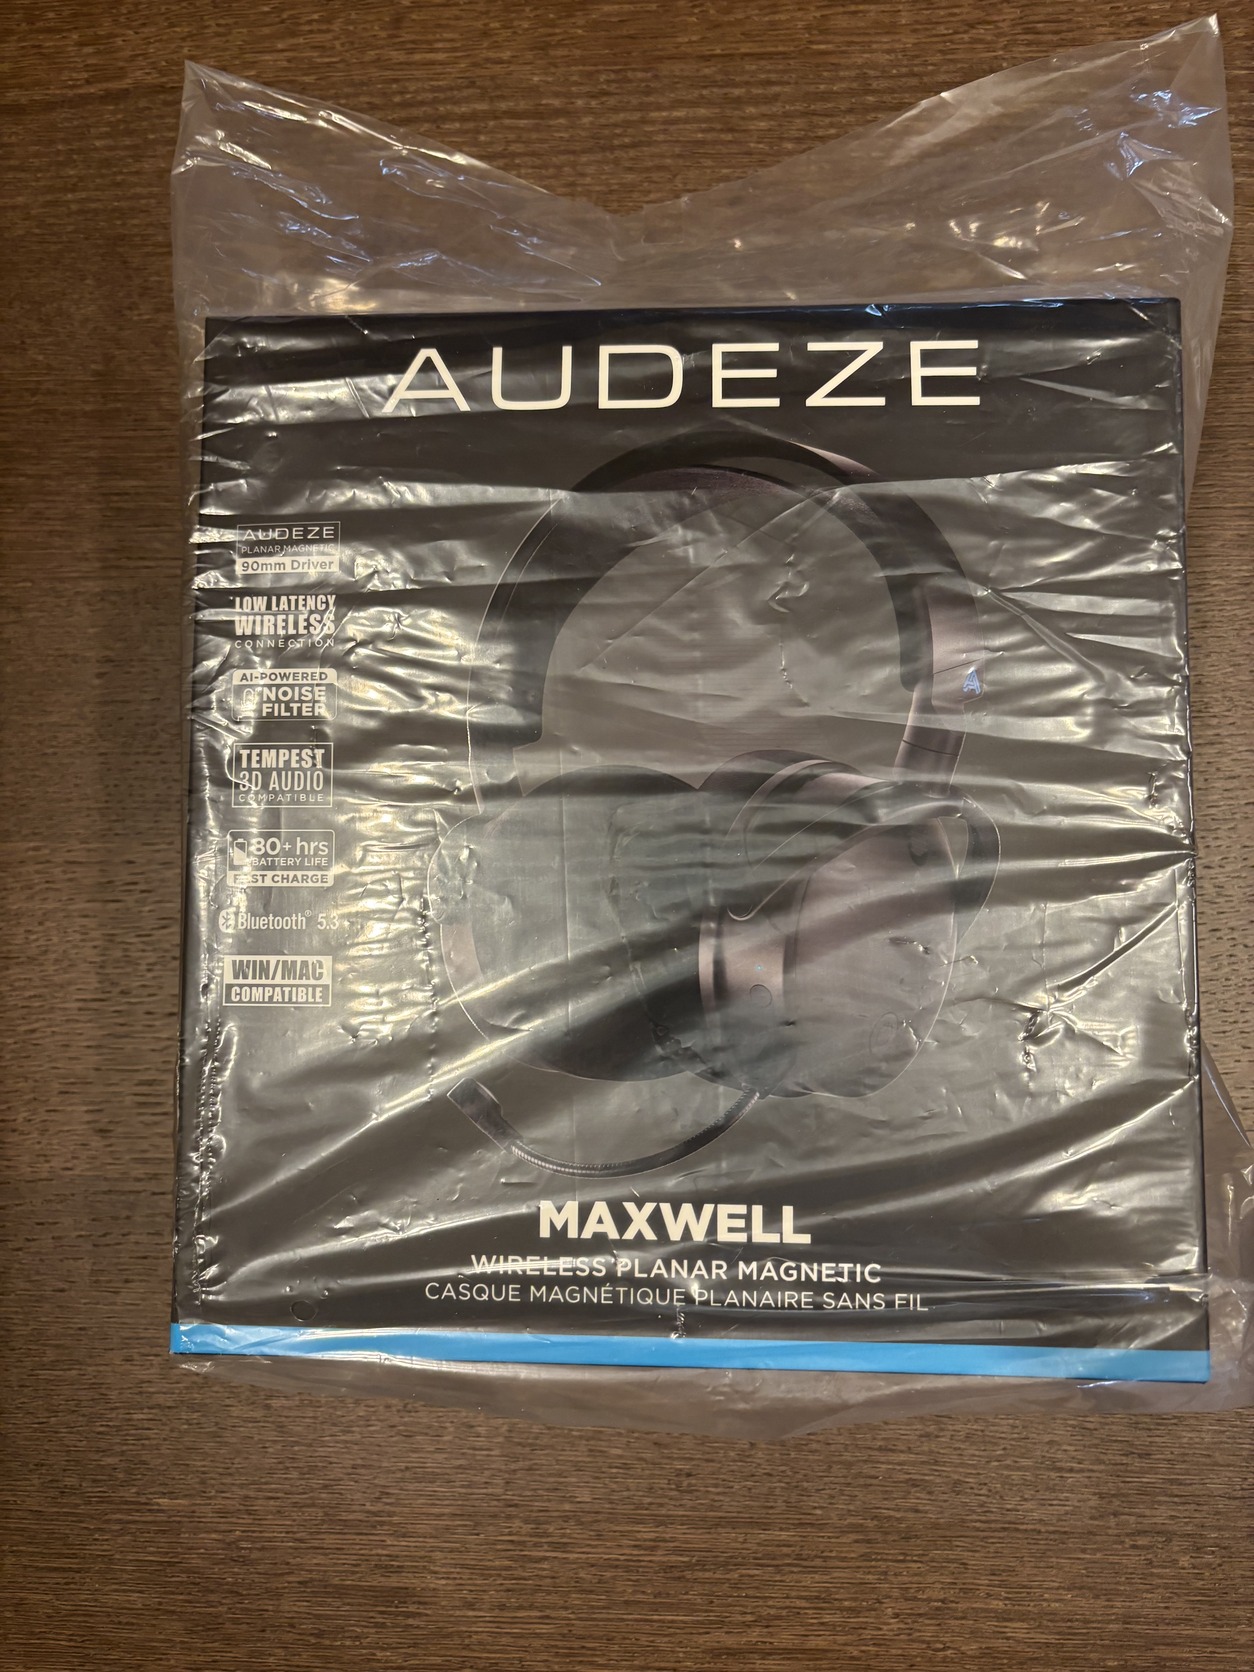 AUDEZE
AUDEZE
PLANAR MAGNETIC
90mm Driver
LOW LATENCY
WIRELESS
CONNECTION
AI-POWERED
NOISE
FILTER
TEMPEST
3D AUDIO
COMPATIBLE
80+ hrs
BATTERY LIFE
FAST CHARGE
Bluetooth® 5.3
WIN/MAC
COMPATIBLE
MAXWELL
WIRELESS PLANAR MAGNETIC
CASQUE MAGNÉTIQUE PLANAIRE SANS FIL